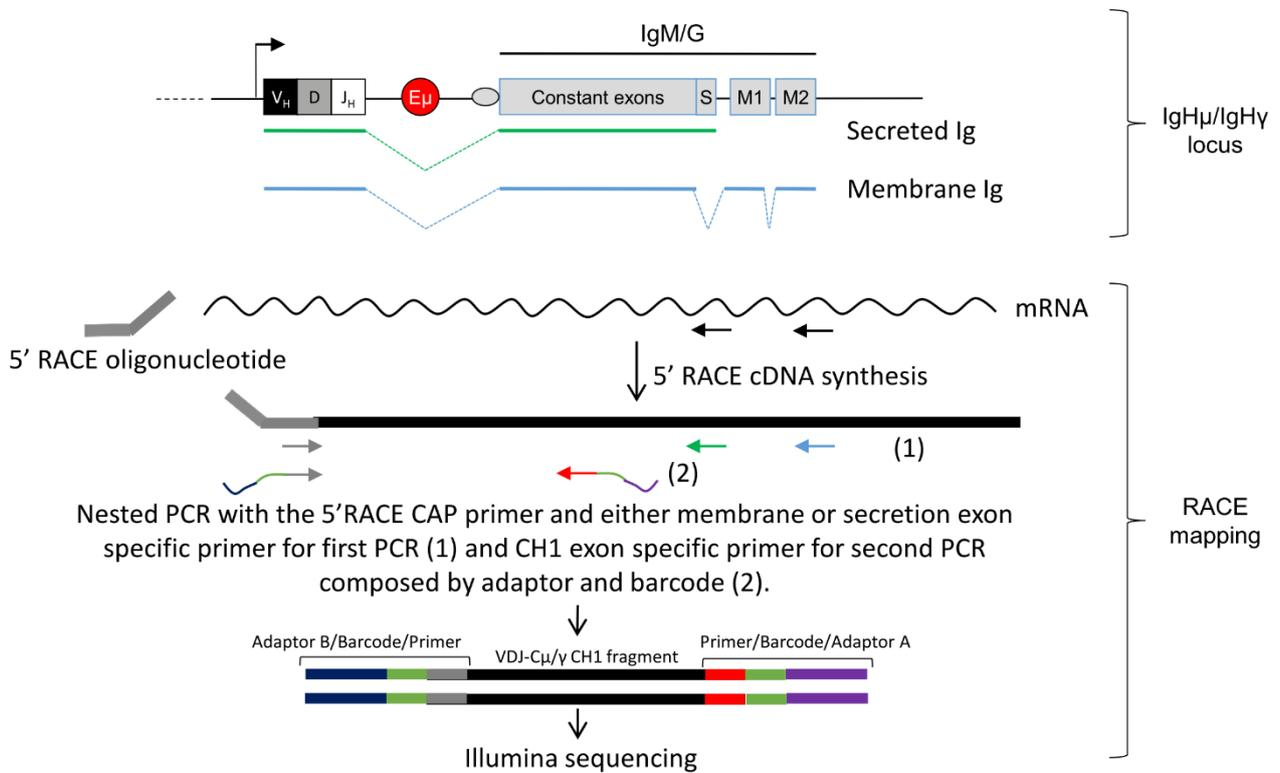 IgM/G
VH D JH Eμ Constant exons S M1 M2
Secreted Ig
Membrane Ig
IgHμ/IgHγ
locus
mRNA
5’ RACE oligonucleotide
5’ RACE cDNA synthesis
(1)
(2)
Nested PCR with the 5’RACE CAP primer and either membrane or secretion exon
specific primer for first PCR (1) and CH1 exon specific primer for second PCR
composed by adaptor and barcode (2).
RACE
mapping
Adaptor B/Barcode/Primer
VDJ-Cμ/γ CH1 fragment
Primer/Barcode/Adaptor A
Illumina sequencing